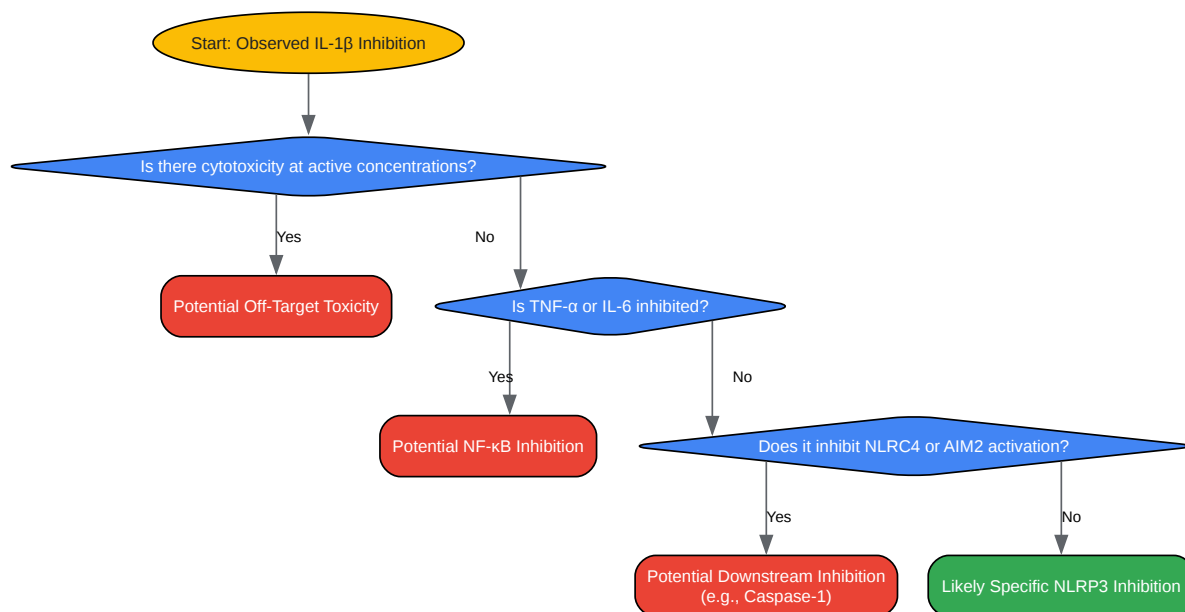 Start: Observed IL-1β Inhibition
Is there cytotoxicity at active concentrations?
Yes
No
Potential Off-Target Toxicity
Is TNF-α or IL-6 inhibited?
Yes
No
Potential NF-κB Inhibition
Does it inhibit NLRC4 or AIM2 activation?
Yes
No
Potential Downstream Inhibition
(e.g., Caspase-1)
Likely Specific NLRP3 Inhibition